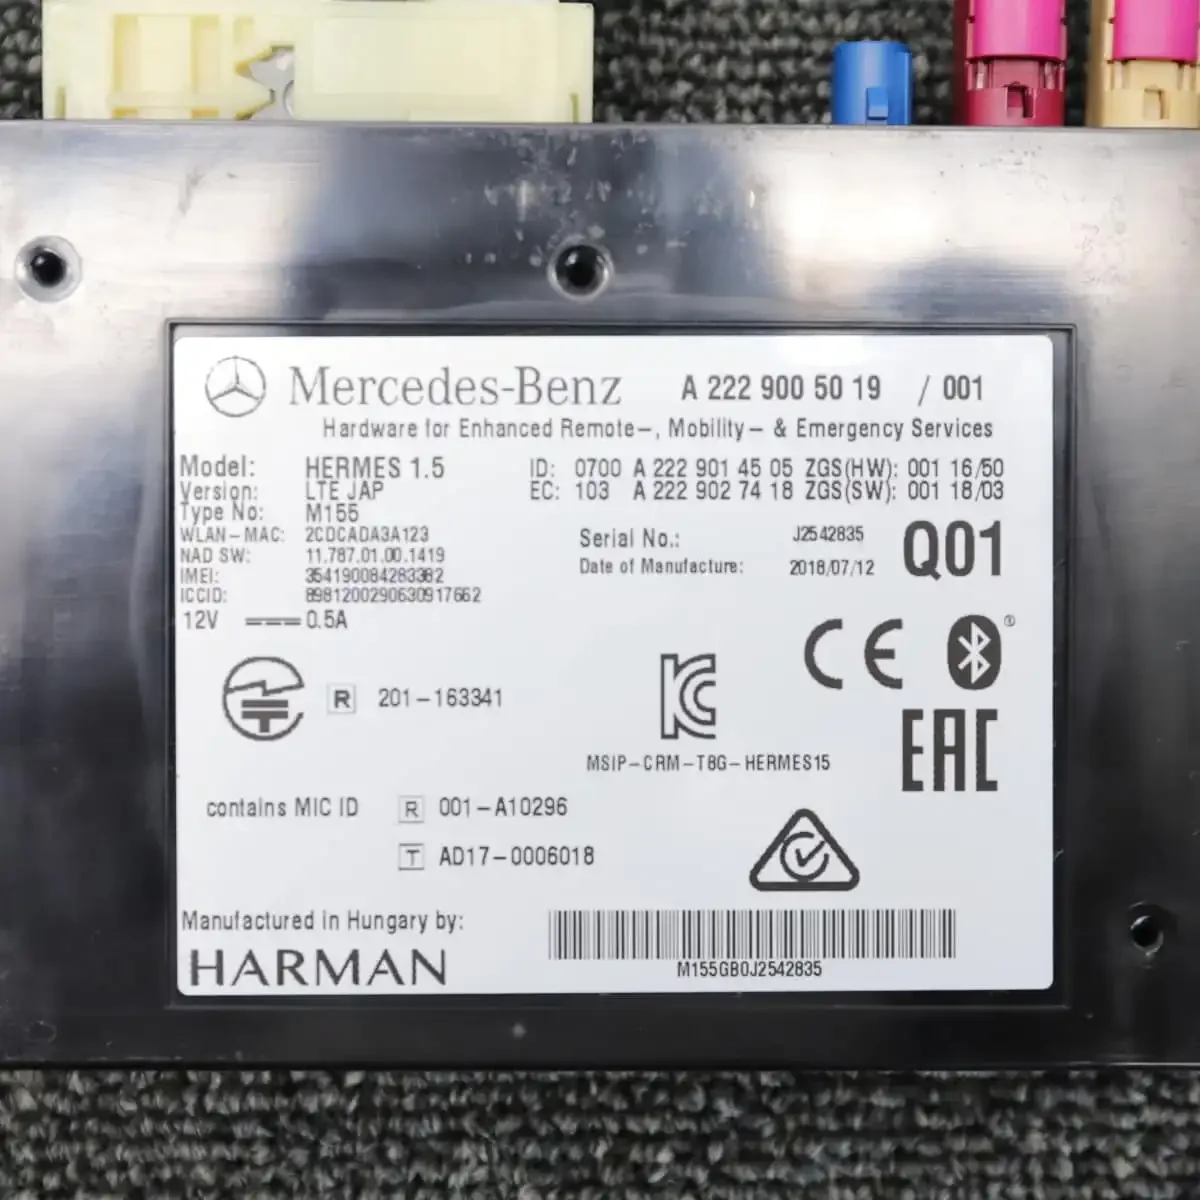 Mercedes-Benz A 222 900 50 19 / 001
Hardware for Enhanced Remote-, Mobility- & Emergency Services
Model: HERMES 1.5 ID: 0700 A 222 901 45 05 ZGS(HW): 001 16/50
Version: LTE JAP EC: 103 A 222 902 74 18 ZGS(SW): 001 18/03
Type No: M155
WLAN-MAC: 2CDCADA3A123
NAD SW: 11.787.01.00.1419
IMEI: 354190084283382
ICCID: 8981200290630917662
Serial No.: J2542835
Date of Manufacture: 2018/07/12
Q01
12V 0.5A
CE
R 201-163341
MSIP-CRM-T8G-HERMES15
EAC
contains MIC ID R 001-A10296
T AD17-0006018
Manufactured in Hungary by:
HARMAN
M155GB0J2542835